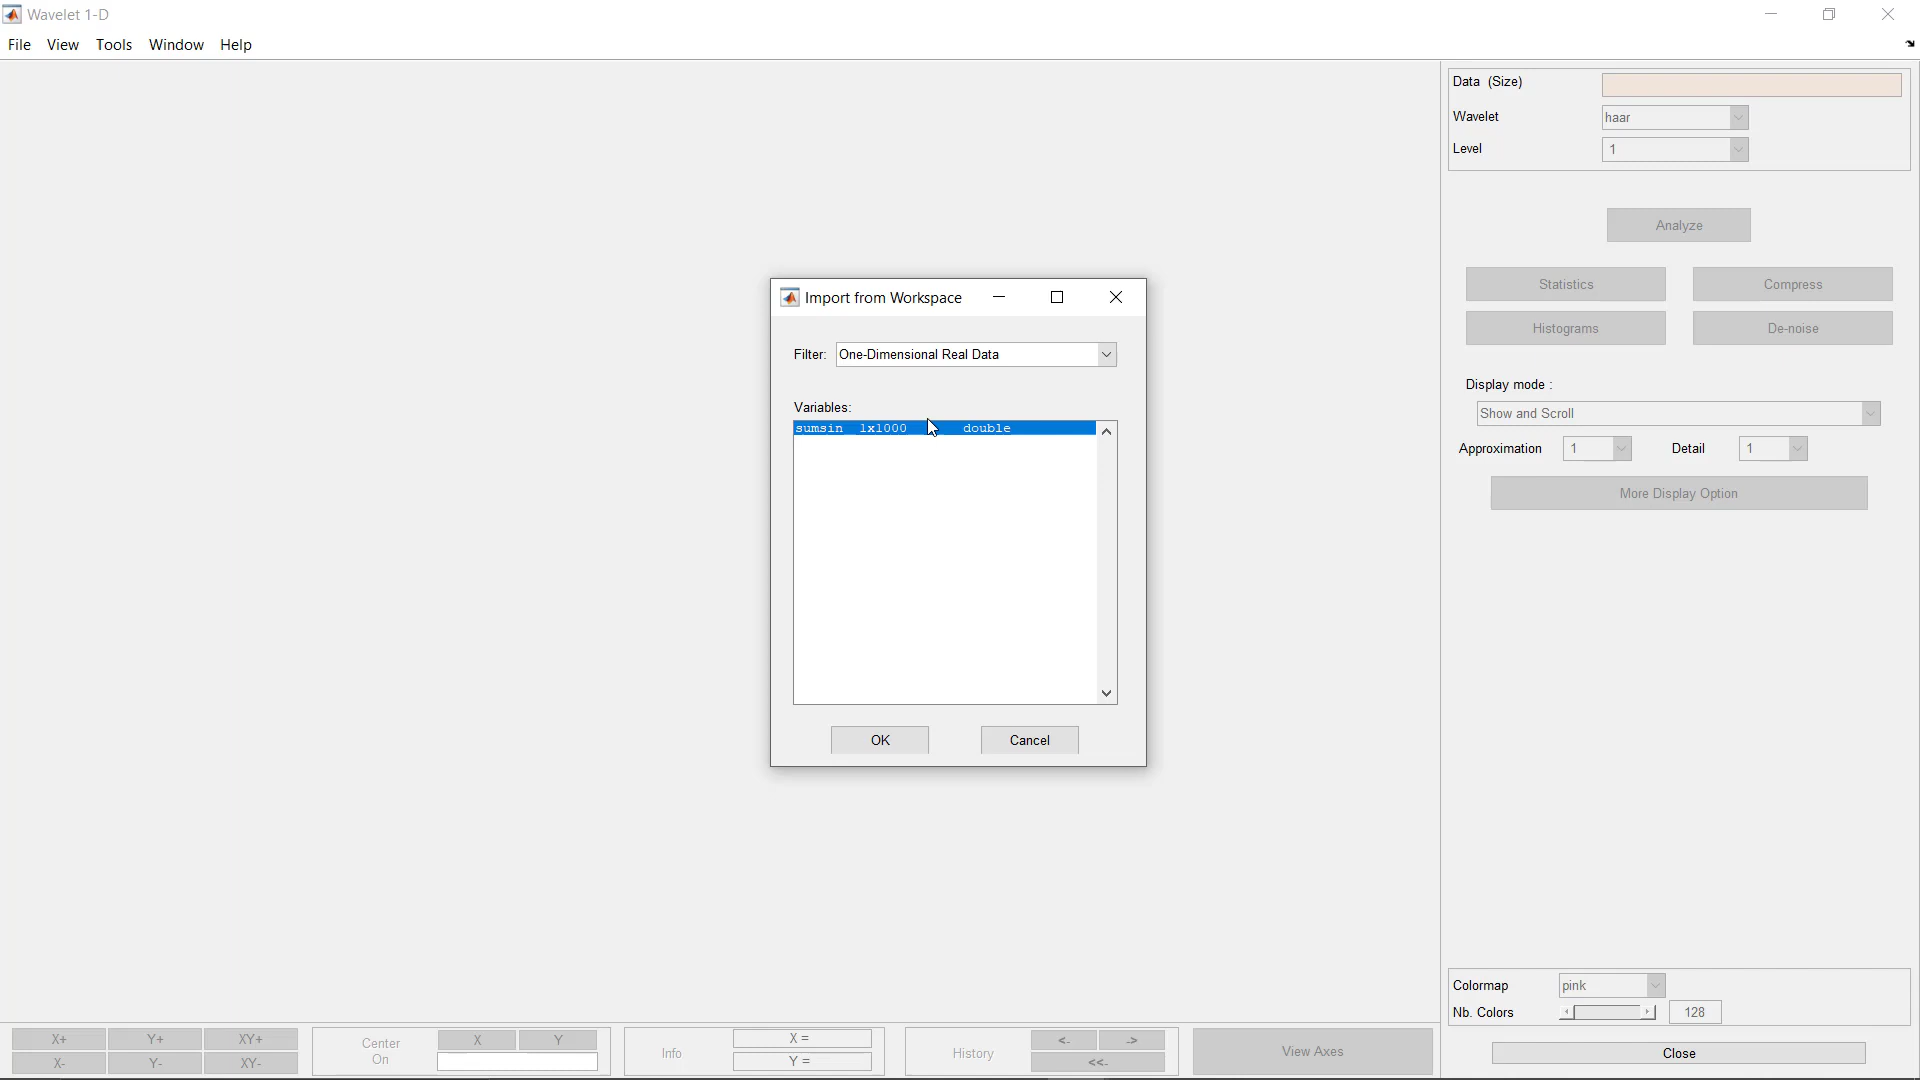 Wavelet 1-D
File View Tools Window Help
Data (Size)
Wavelet haar
Level 1
Analyze
Statistics Compress
Histograms De-noise
Display mode :
Show and Scroll
Approximation 1 Detail 1
More Display Option
Import from Workspace
Filter: One-Dimensional Real Data
Variables:
sumsin 1x1000 double
OK Cancel
Colormap pink
Nb. Colors 128
Close
X+ Y+ XY+
X- Y- XY-
Center On X Y
Info X = Y =
History <- -> <<-
View Axes